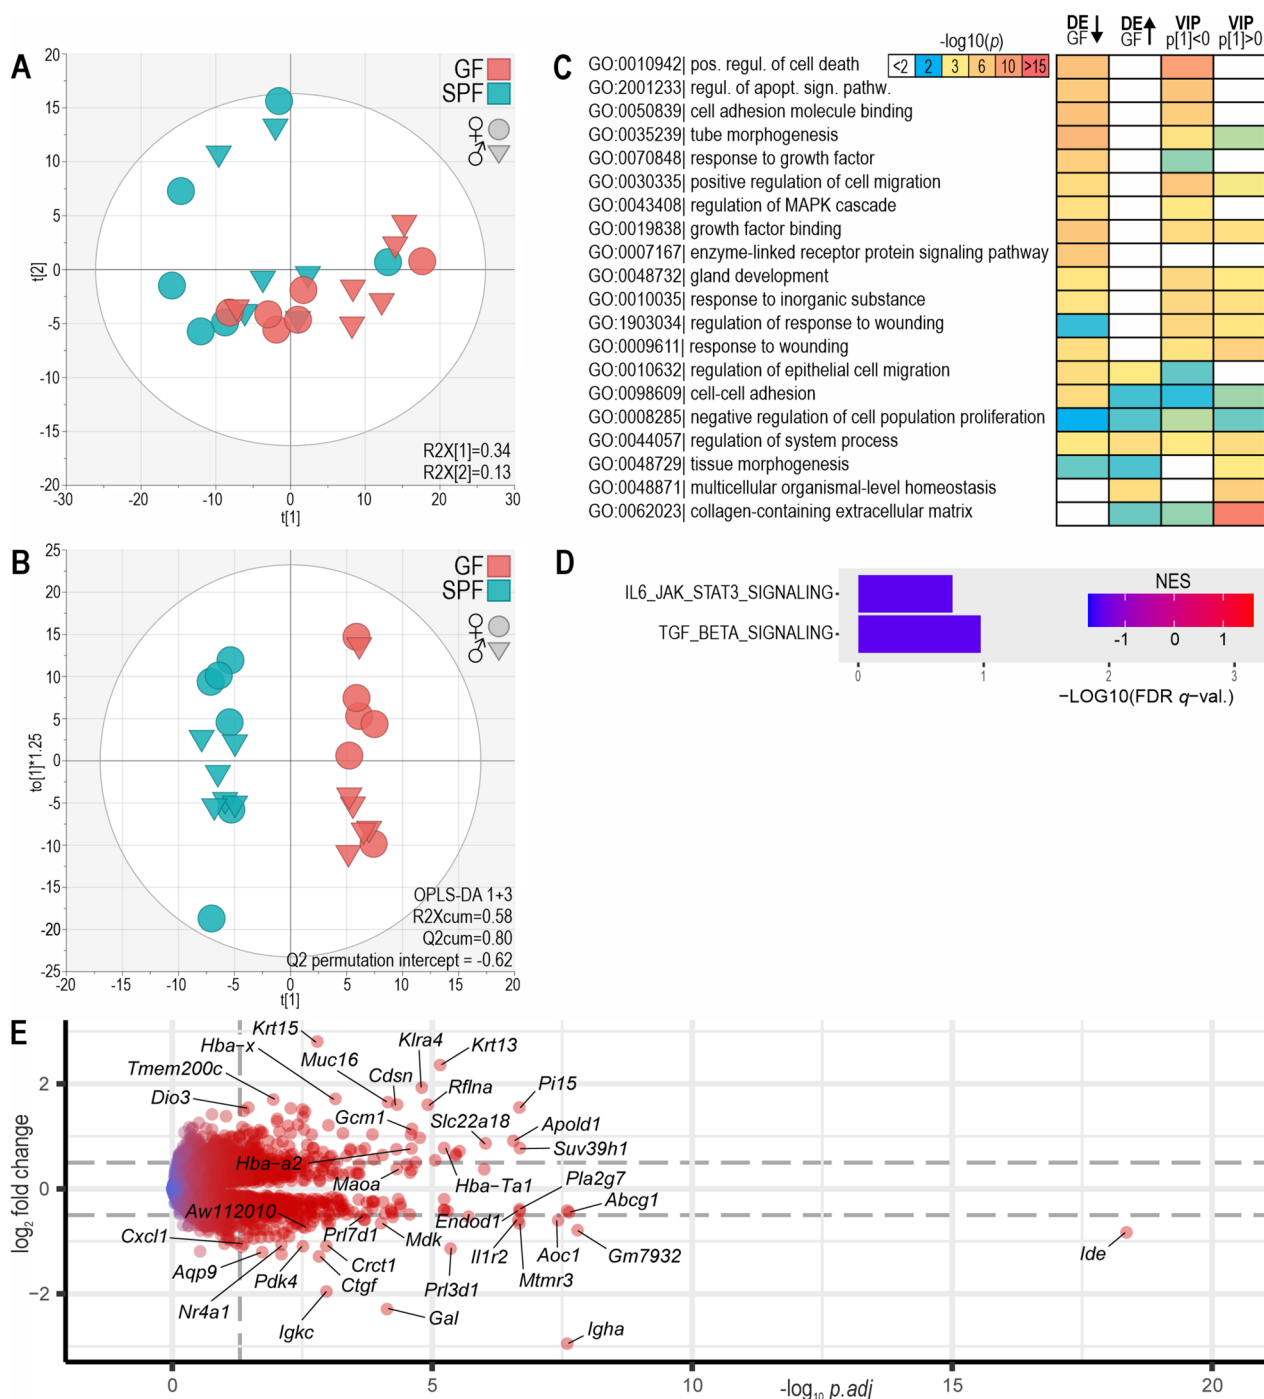 A
GF
SPF
♀
♂
20
15
10
5
0
-5
-10
-15
-20
t[2]
R2X[1]=0.34
R2X[2]=0.13
-30
-20
-10
0
10
20
30
t[1]
B
GF
SPF
♀
♂
25
20
15
10
5
0
-5
-10
-15
-20
-25
to[1]*1.25
OPLS-DA 1+3
R2Xcum=0.58
Q2cum=0.80
Q2 permutation intercept = -0.62
-20
-15
-10
-5
0
5
10
15
20
t[1]
C
-log10(p)
<2 2 3 6 10 >15
DE GF ↓
DE GF ↑
VIP p[1]<0
VIP p[1]>0
GO:0010942| pos. regul. of cell death
GO:2001233| regul. of apopt. sign. pathw.
GO:0050839| cell adhesion molecule binding
GO:0035239| tube morphogenesis
GO:0070848| response to growth factor
GO:0030335| positive regulation of cell migration
GO:0043408| regulation of MAPK cascade
GO:0019838| growth factor binding
GO:0007167| enzyme-linked receptor protein signaling pathway
GO:0048732| gland development
GO:0010035| response to inorganic substance
GO:1903034| regulation of response to wounding
GO:0009611| response to wounding
GO:0010632| regulation of epithelial cell migration
GO:0098609| cell-cell adhesion
GO:0008285| negative regulation of cell population proliferation
GO:0044057| regulation of system process
GO:0048729| tissue morphogenesis
GO:0048871| multicellular organismal-level homeostasis
GO:0062023| collagen-containing extracellular matrix
D
IL6_JAK_STAT3_SIGNALING
TGF_BETA_SIGNALING
NES
-1 0 1
0 1 2 3
−LOG10(FDR q−val.)
E
log₂ fold change
2
0
−2
Krt15
Hba−x
Muc16
Klra4
Krt13
Tmem200c
Cdsn
Dio3
Rflna
Pi15
Gcm1
Slc22a18
Apold1
Suv39h1
Hba−a2
Maoa
Hba−Ta1
Pla2g7
Abcg1
Aw112010
Endod1
Cxcl1
Prl7d1
Mdk
Il1r2
Aoc1
Gm7932
Ide
Aqp9
Pdk4
Crct1
Ctgf
Prl3d1
Mtmr3
Nr4a1
Igkc
Gal
Igha
0
5
10
15
20
-log₁₀ p.adj